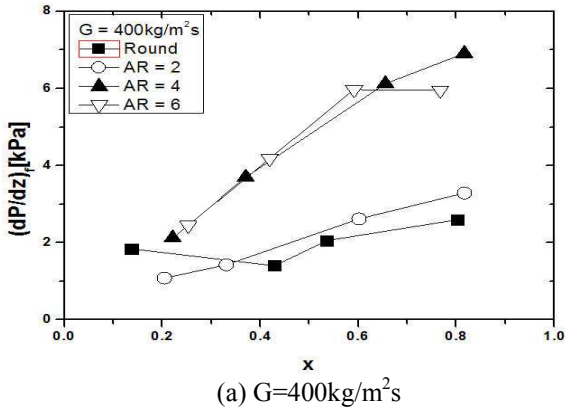 G = 400kg/m²s
Round
AR = 2
AR = 4
AR = 6
(dP/dz)f[kPa]
8
6
4
2
0
0.0 0.2 0.4 0.6 0.8 1.0
x
(a) G=400kg/m²s